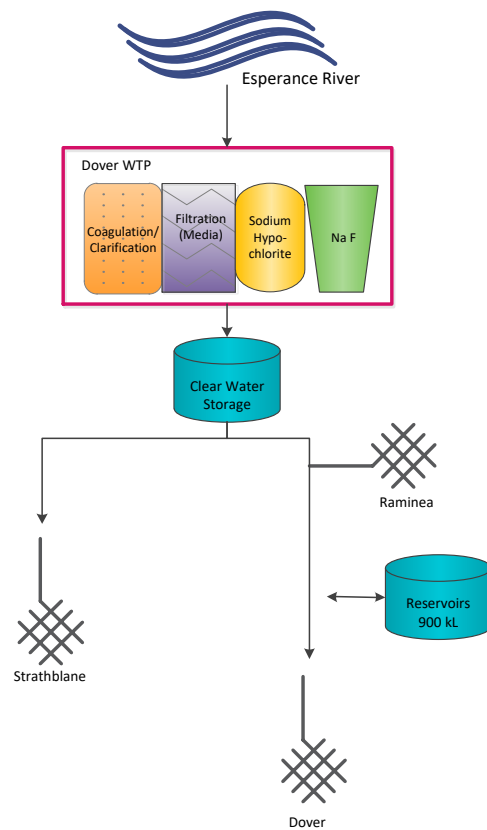 Esperance River
Dover WTP
Coagulation/
Clarification
Filtration
(Media)
Sodium
Hypo-
chlorite
Na F
Clear Water
Storage
Raminea
Reservoirs
900 kL
Strathblane
Dover